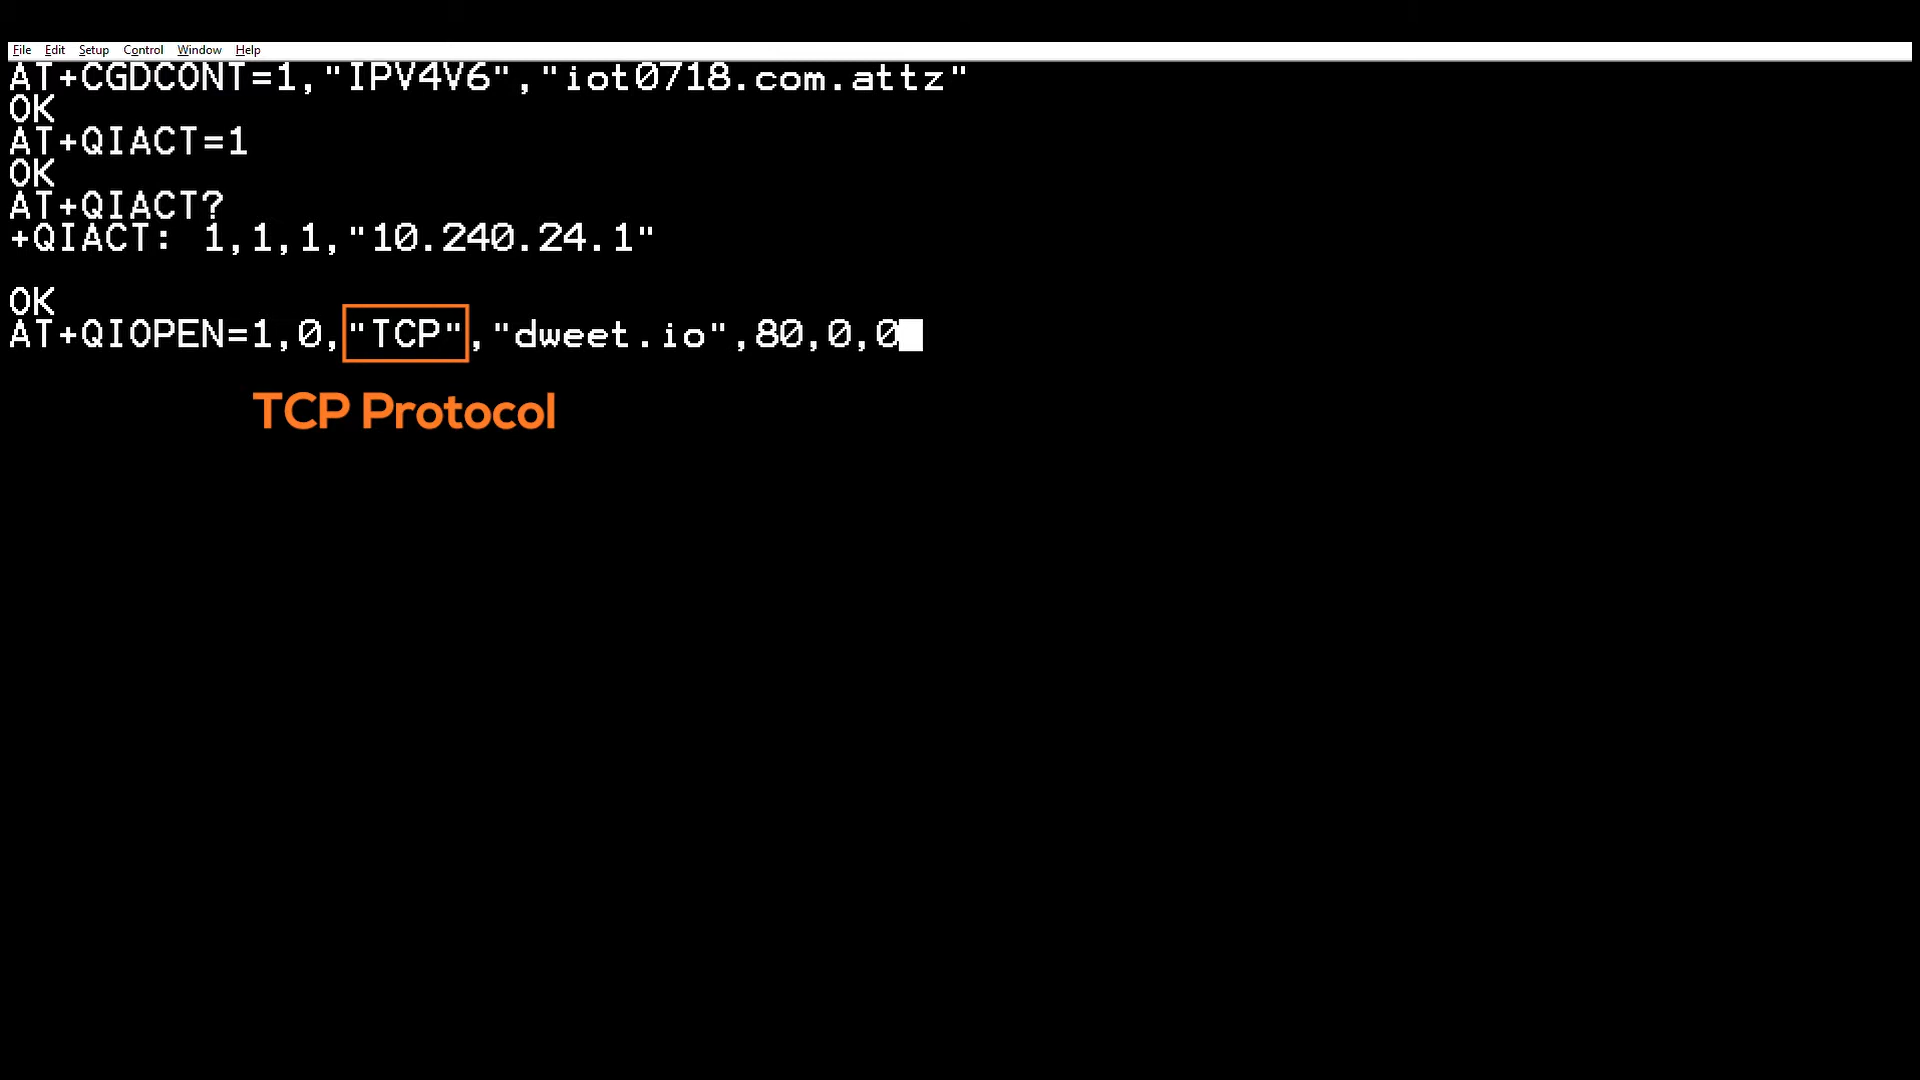 File Edit Setup Control Window Help
AT+CGDCONT=1,"IPV4V6","iot0718.com.attz"
OK
AT+QIACT=1
OK
AT+QIACT?
+QIACT: 1,1,1,"10.240.24.1"
OK
AT+QIOPEN=1,0,"TCP","dweet.io",80,0,0
TCP Protocol